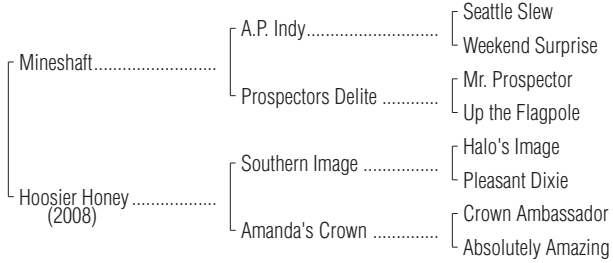 Seattle Slew
A.P. Indy..............................
Weekend Surprise
Mineshaft............................
Mr. Prospector
Prospectors Delite .............
Up the Flagpole
Halo's Image
Southern Image .................
Pleasant Dixie
Hoosier Honey ...................
(2008)
Crown Ambassador
Amanda's Crown ...............
Absolutely Amazing